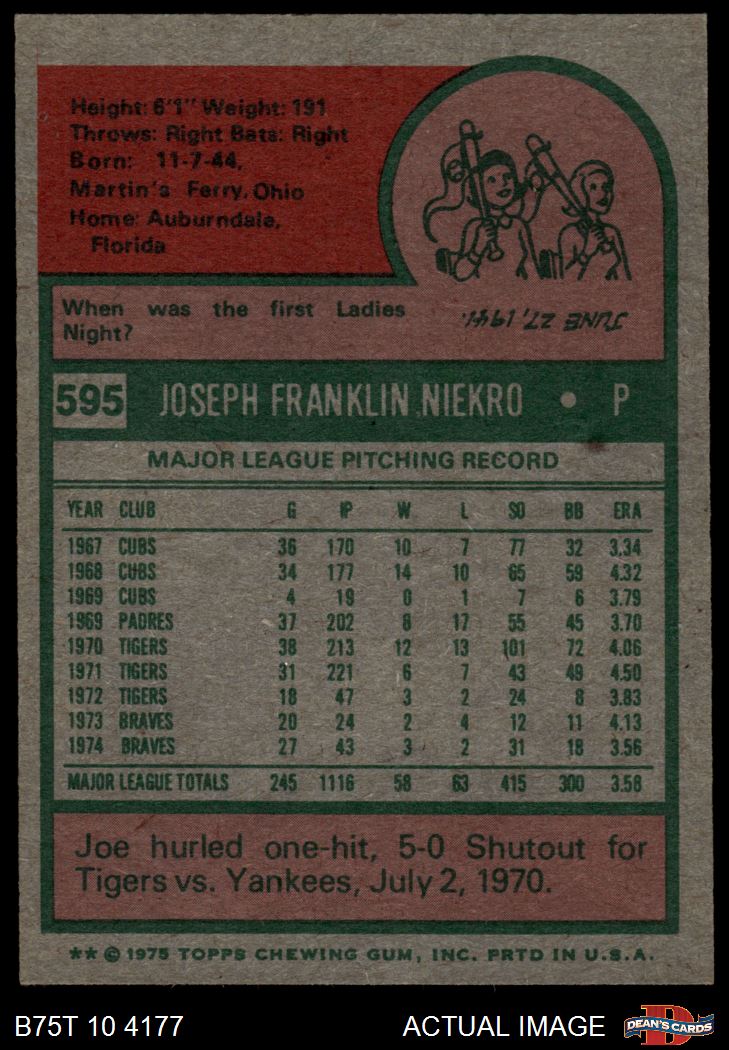 Height: 6'1" Weight: 191
Throws: Right Bats: Right
Born: 11-7-44,
Martin's Ferry, Ohio
Home: Auburndale,
Florida
When was the first Ladies
Night?
JUNE 27, 1941.
595 JOSEPH FRANKLIN NIEKRO • P
MAJOR LEAGUE PITCHING RECORD
YEAR CLUB G IP W L SO BB ERA
1967 CUBS 36 170 10 7 77 32 3.34
1968 CUBS 34 177 14 10 65 59 4.32
1969 CUBS 4 19 0 1 7 6 3.79
1969 PADRES 37 202 8 17 55 45 3.70
1970 TIGERS 38 213 12 13 101 72 4.06
1971 TIGERS 31 221 6 7 43 49 4.50
1972 TIGERS 18 47 3 2 24 8 3.83
1973 BRAVES 20 24 2 4 12 11 4.13
1974 BRAVES 27 43 3 2 31 18 3.56
MAJOR LEAGUE TOTALS 245 1116 58 63 415 300 3.58
Joe hurled one-hit, 5-0 Shutout for
Tigers vs. Yankees, July 2, 1970.
** © 1975 TOPPS CHEWING GUM, INC. PRTD IN U.S.A.
B75T 10 4177 ACTUAL IMAGE DEAN'S CARDS